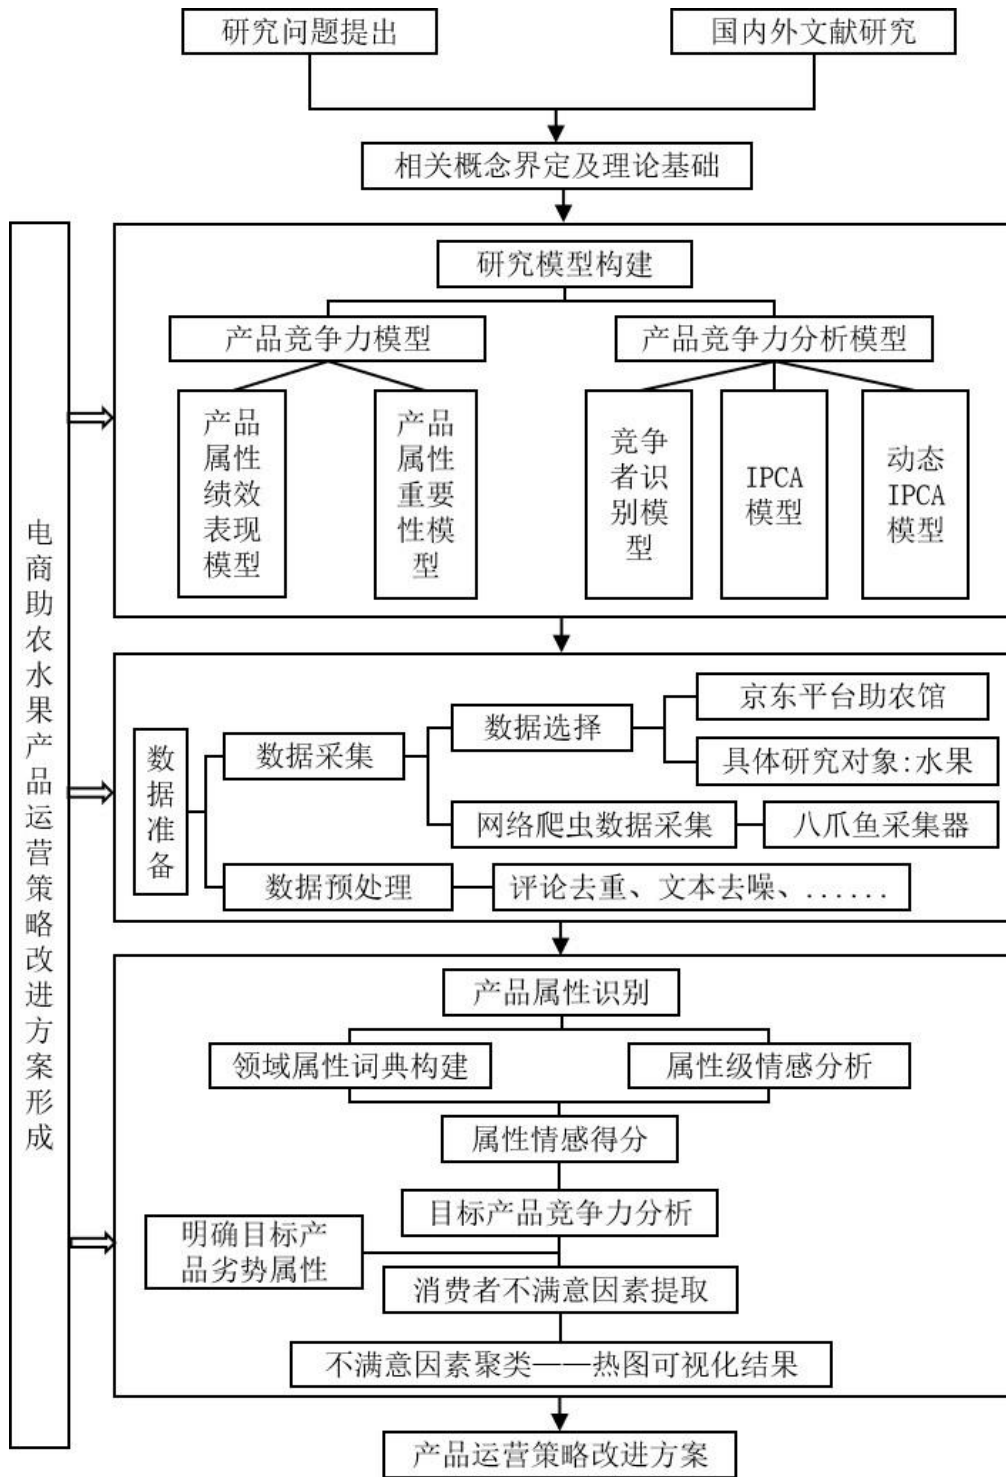 研究问题提出
国内外文献研究
相关概念界定及理论基础
电商助农水果产品运营策略改进方案形成
研究模型构建
产品竞争力模型
产品竞争力分析模型
产品
属性
绩效
表现
模型
产品
属性
重要
性模
型
竞争
者识
别模
型
IPCA
模型
动态
IPCA
模型
数据准备
数据采集
数据选择
京东平台助农馆
具体研究对象:水果
网络爬虫数据采集
八爪鱼采集器
数据预处理
评论去重、文本去噪、......
产品属性识别
领域属性词典构建
属性级情感分析
属性情感得分
目标产品竞争力分析
明确目标产
品劣势属性
消费者不满意因素提取
不满意因素聚类——热图可视化结果
产品运营策略改进方案